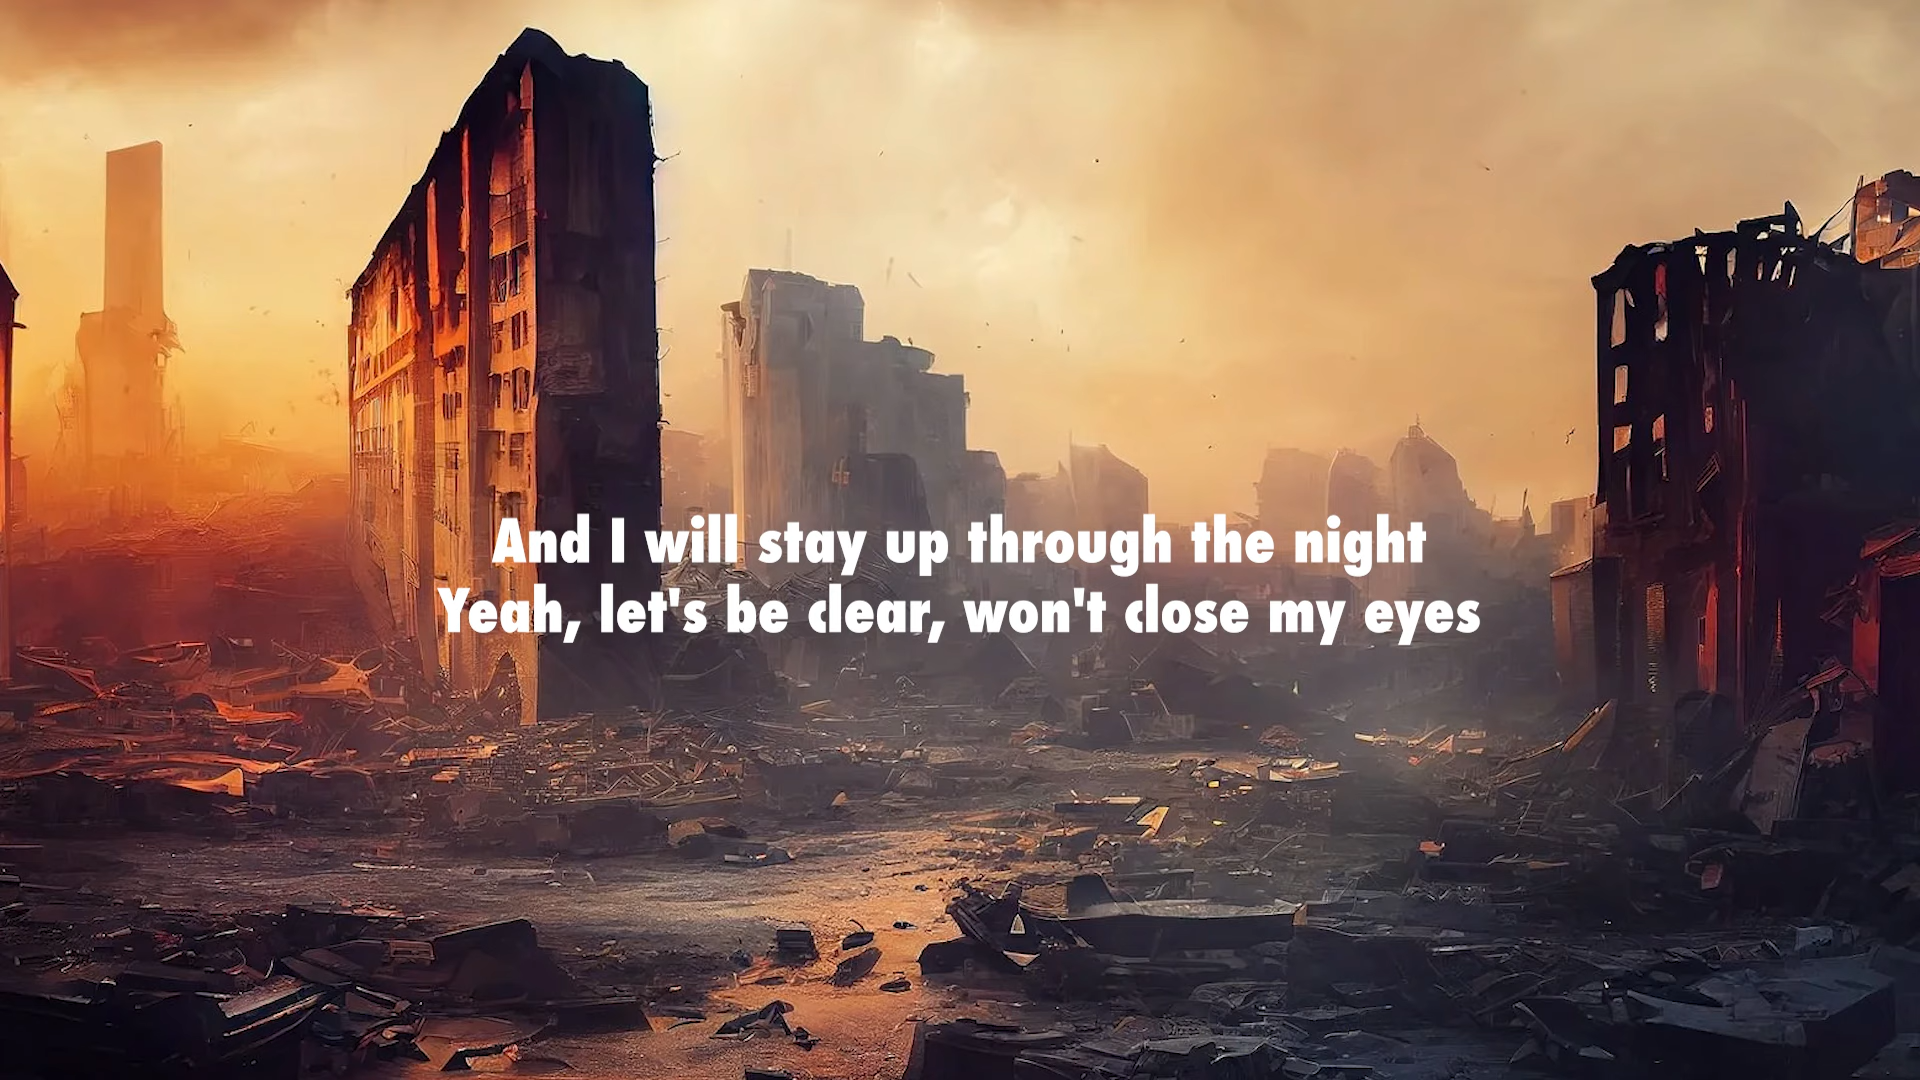 And I will stay up through the night
Yeah, let's be clear, won't close my eyes